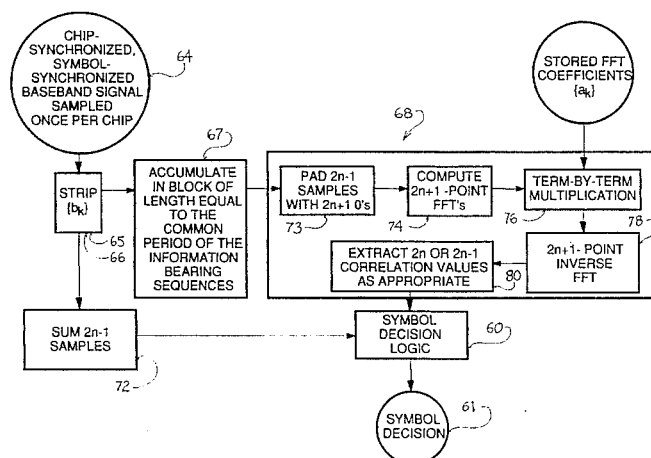 CHIP-
SYNCHRONIZED,
SYMBOL-
SYNCHRONIZED
BASEBAND SIGNAL
SAMPLED
ONCE PER CHIP
64
STORED FFT
COEFFICIENTS
{ak}
68
67
STRIP
{bk}
65
66
ACCUMULATE
IN BLOCK OF
LENGTH EQUAL
TO THE
COMMON
PERIOD OF THE
INFORMATION
BEARING
SEQUENCES
PAD 2n-1
SAMPLES
WITH 2n+1 0's
73
COMPUTE
2n+1 -POINT
FFT's
74
TERM-BY-TERM
MULTIPLICATION
76
78
EXTRACT 2n OR 2n-1
CORRELATION VALUES
AS APPROPRIATE
80
2n+1- POINT
INVERSE
FFT
SUM 2n-1
SAMPLES
72
SYMBOL
DECISION
LOGIC
60
SYMBOL
DECISION
61